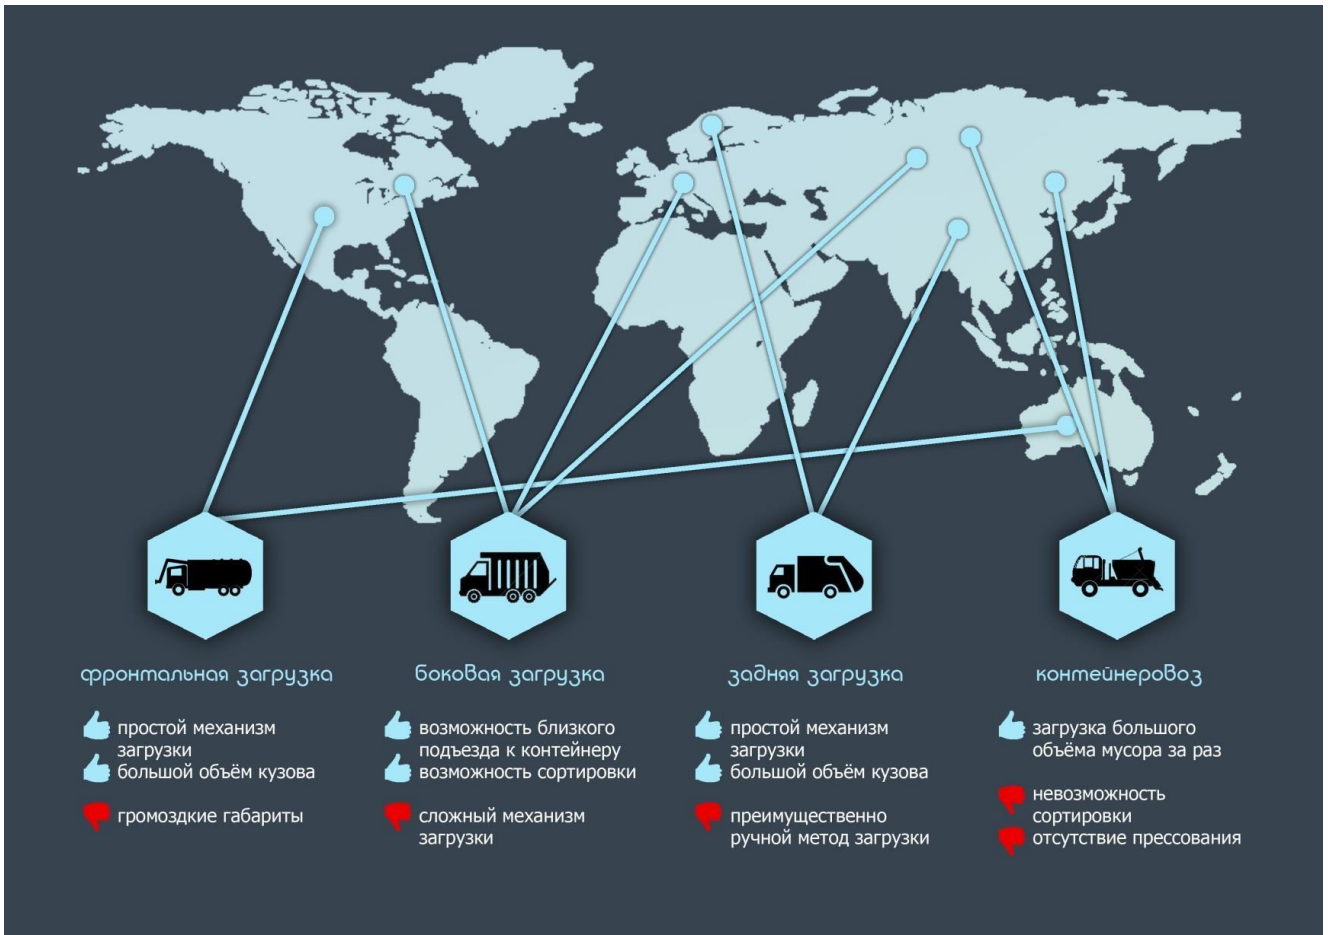 фронтальная загрузка
простой механизм
загрузки
большой объём кузова
громоздкие габариты
боковая загрузка
возможность близкого
подъезда к контейнеру
возможность сортировки
сложный механизм
загрузки
задняя загрузка
простой механизм
загрузки
большой объём кузова
преимущественно
ручной метод загрузки
контейнеровоз
загрузка большого
объёма мусора за раз
невозможность
сортировки
отсутствие прессования